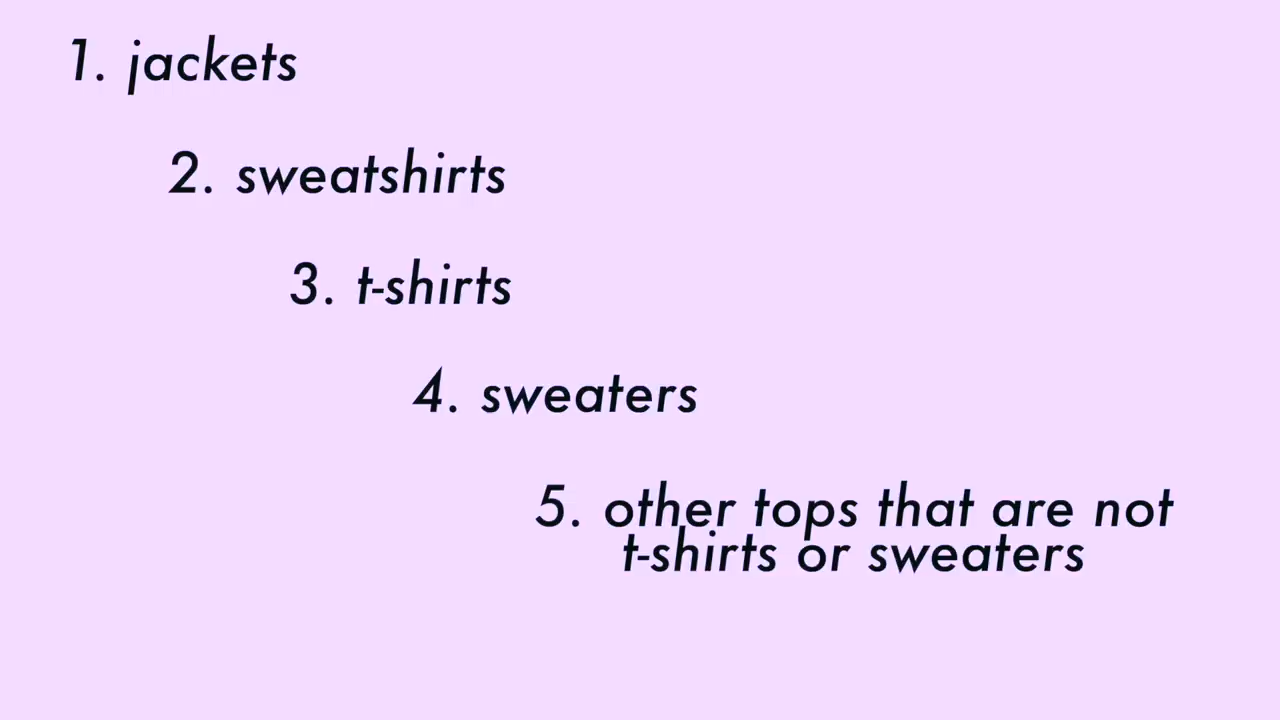 1. jackets
2. sweatshirts
3. t-shirts
4. sweaters
5. other tops that are not
t-shirts or sweaters